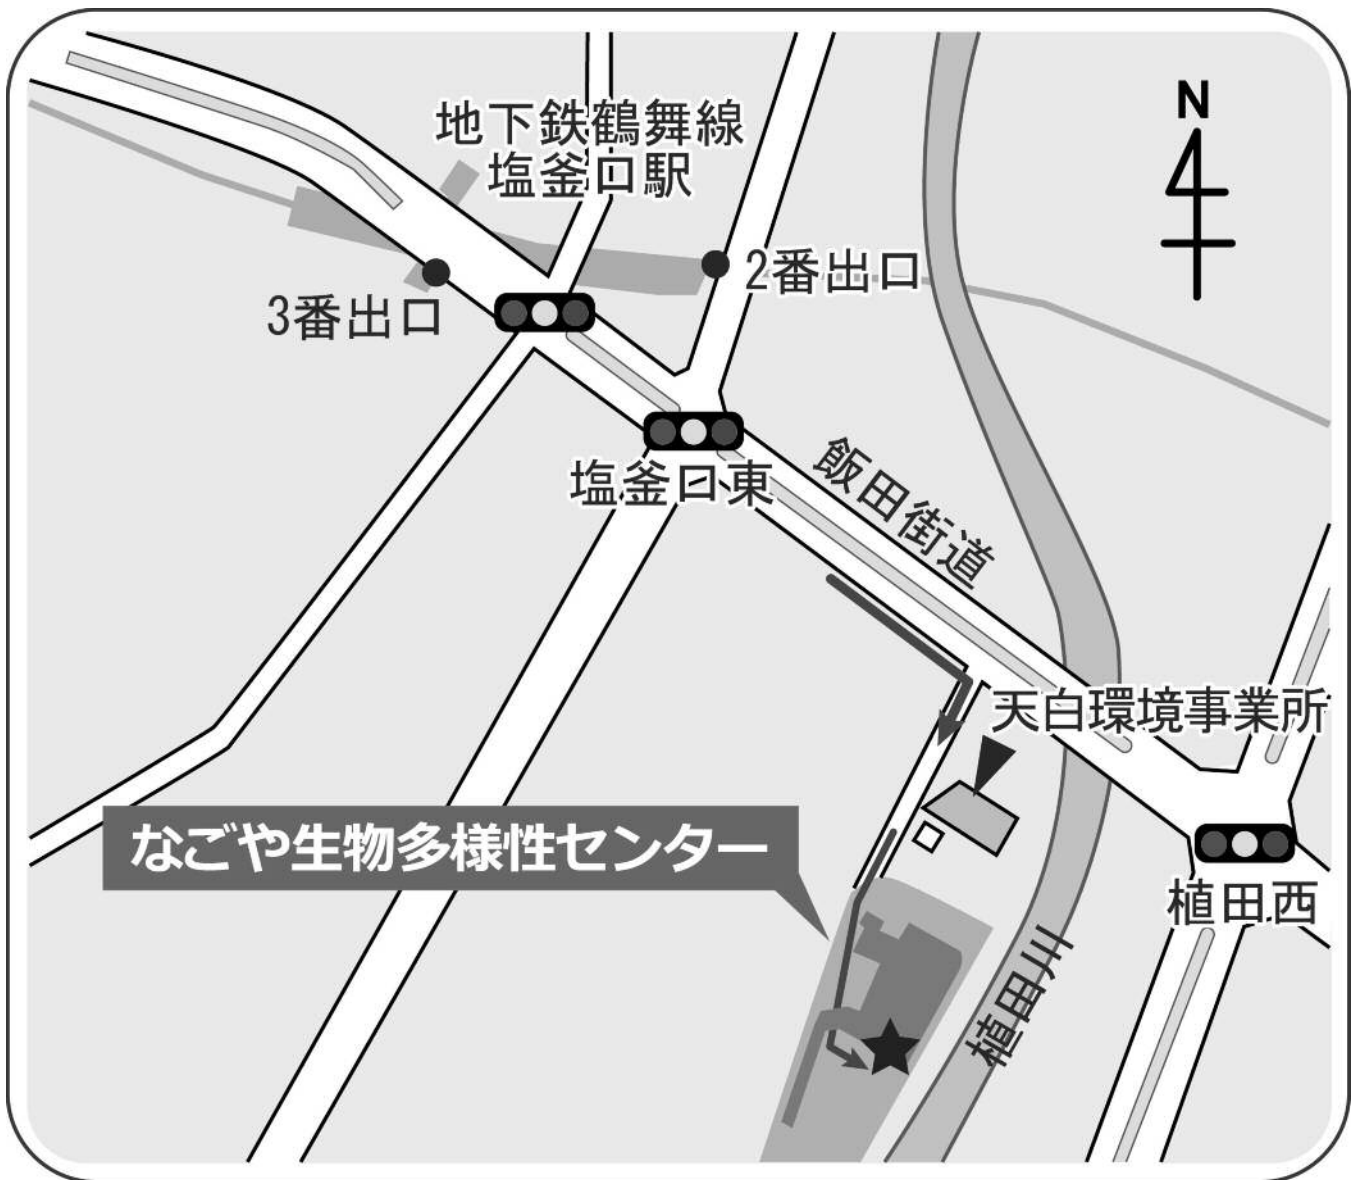 N
地下鉄鶴舞線
塩釜口駅
2番出口
3番出口
塩釜口東
飯田街道
天白環境事業所
なごや生物多様性センター
植田西
植田川